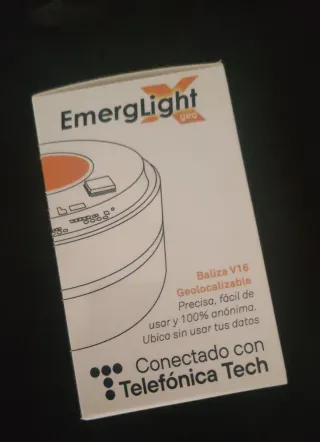 EmergLight X
geo
Baliza V16
Geolocalizable
Precisa, fácil de
usar y 100% anónima.
Ubica sin usar tus datos
Conectado con
Telefónica Tech